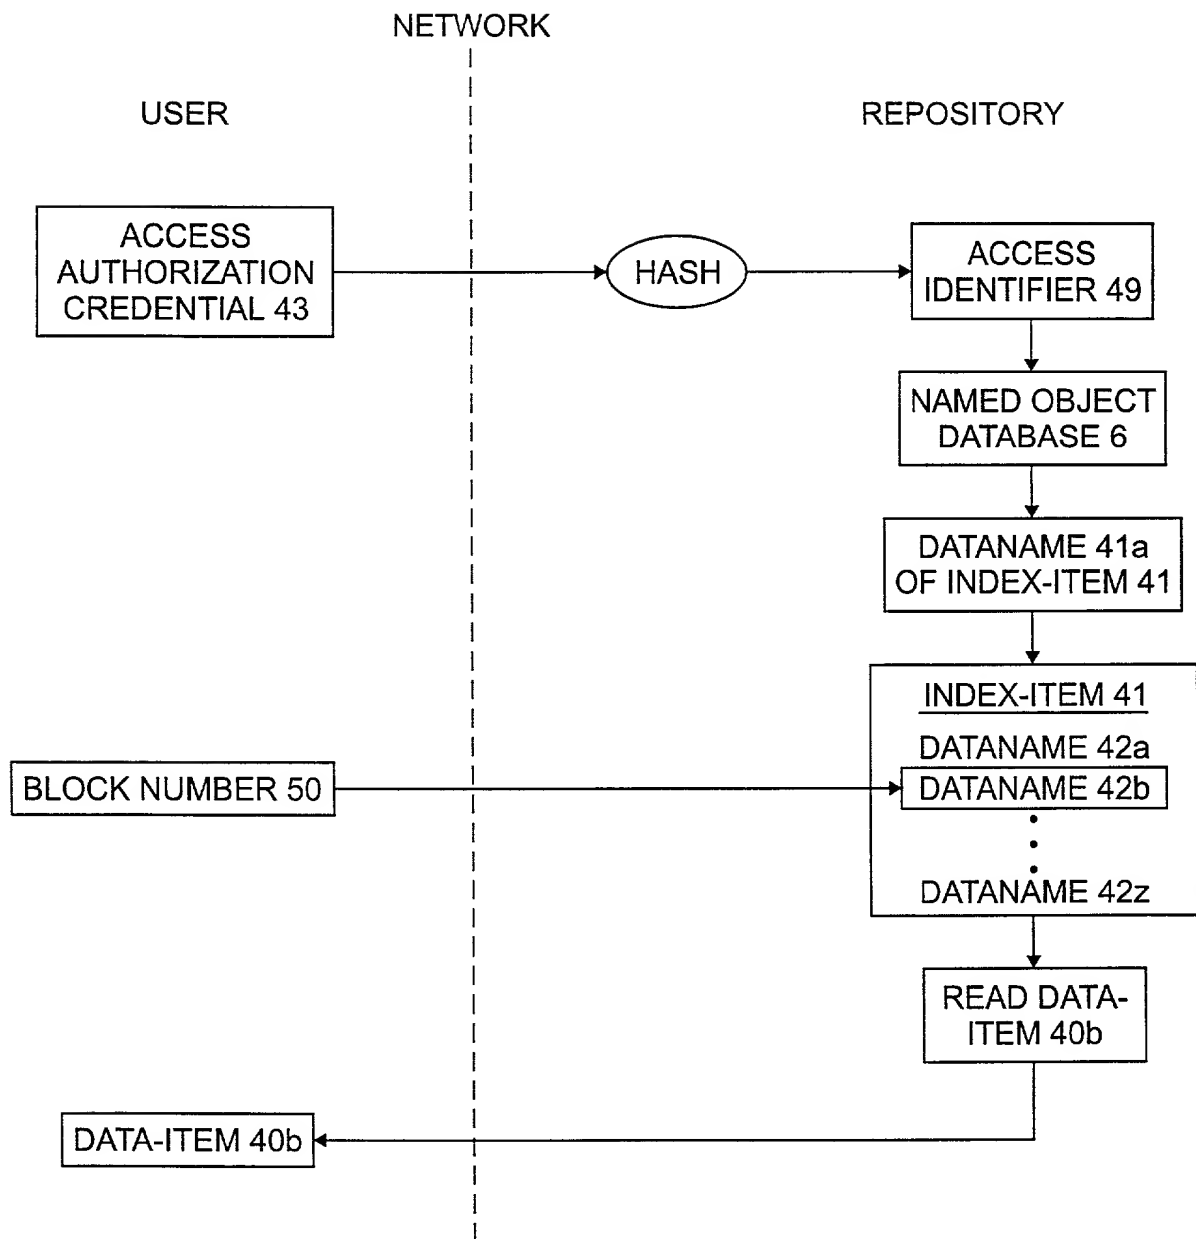 NETWORK
USER
REPOSITORY
ACCESS
AUTHORIZATION
CREDENTIAL 43
HASH
ACCESS
IDENTIFIER 49
NAMED OBJECT
DATABASE 6
DATANAME 41a
OF INDEX-ITEM 41
INDEX-ITEM 41
DATANAME 42a
BLOCK NUMBER 50
DATANAME 42b
DATANAME 42z
READ DATA-
ITEM 40b
DATA-ITEM 40b